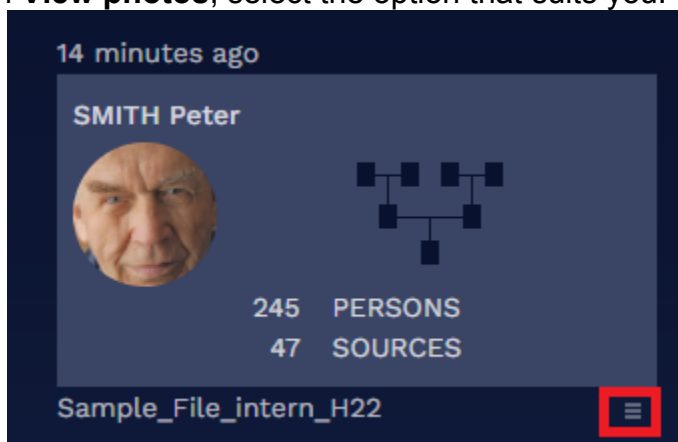 View photos, select the option that suits you.
14 minutes ago
SMITH Peter
245 PERSONS
47 SOURCES
Sample_File_intern_H22